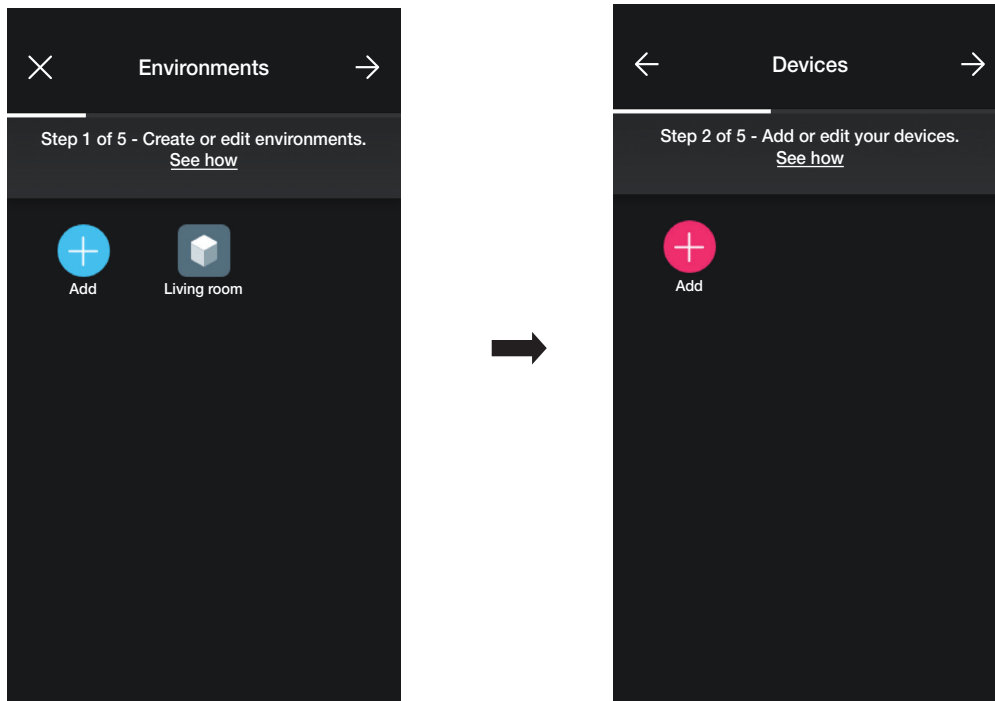 Environments
Step 1 of 5 - Create or edit environments.
See how
Add
Living room
Devices
Step 2 of 5 - Add or edit your devices.
See how
Add